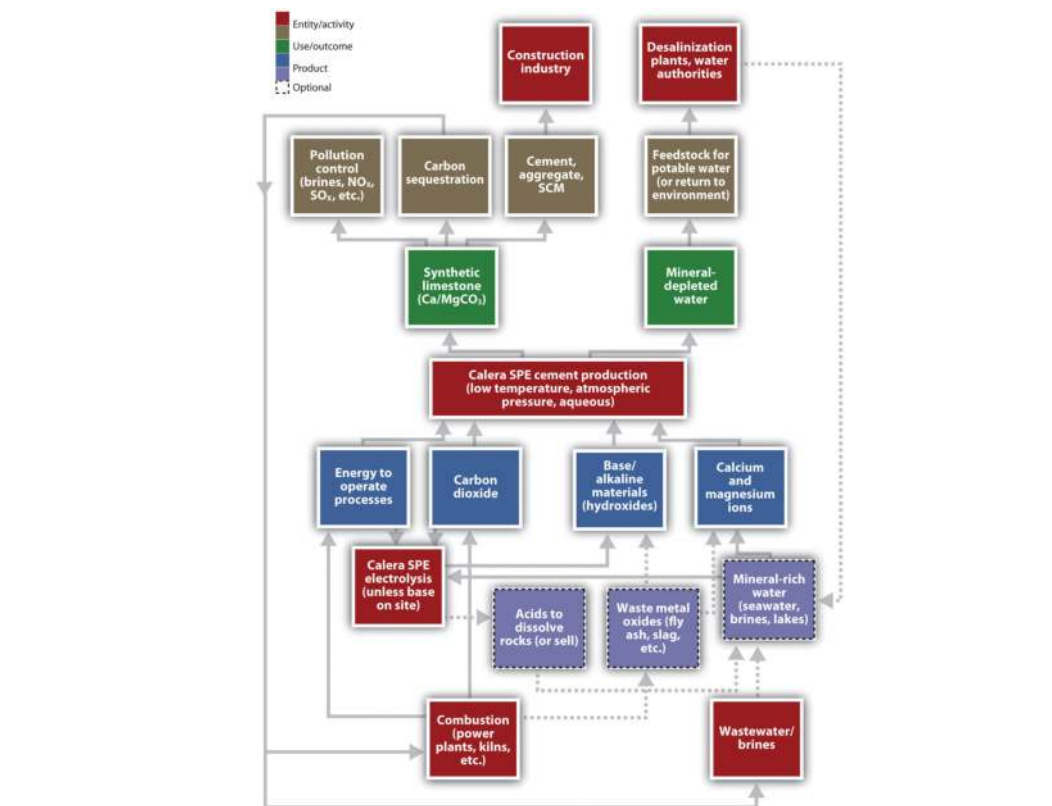 Entity/activity
Use/outcome
Product
Optional
Construction
industry
Desalinization
plants, water
authorities
Pollution
control
(brines, NOₓ,
SOₓ, etc.)
Carbon
sequestration
Cement,
aggregate,
SCM
Feedstock for
potable water
(or return to
environment)
Synthetic
limestone
(Ca/MgCO₃)
Mineral-
depleted
water
Calera SPE cement production
(low temperature, atmospheric
pressure, aqueous)
Energy to
operate
processes
Carbon
dioxide
Base/
alkaline
materials
(hydroxides)
Calcium and
magnesium
ions
Calera SPE
electrolysis
(unless base
on site)
Acids to
dissolve
rocks (or sell)
Waste metal
oxides (fly
ash, slag,
etc.)
Mineral-rich
water
(seawater,
brines, lakes)
Combustion
(power
plants, kilns,
etc.)
Wastewater/
brines